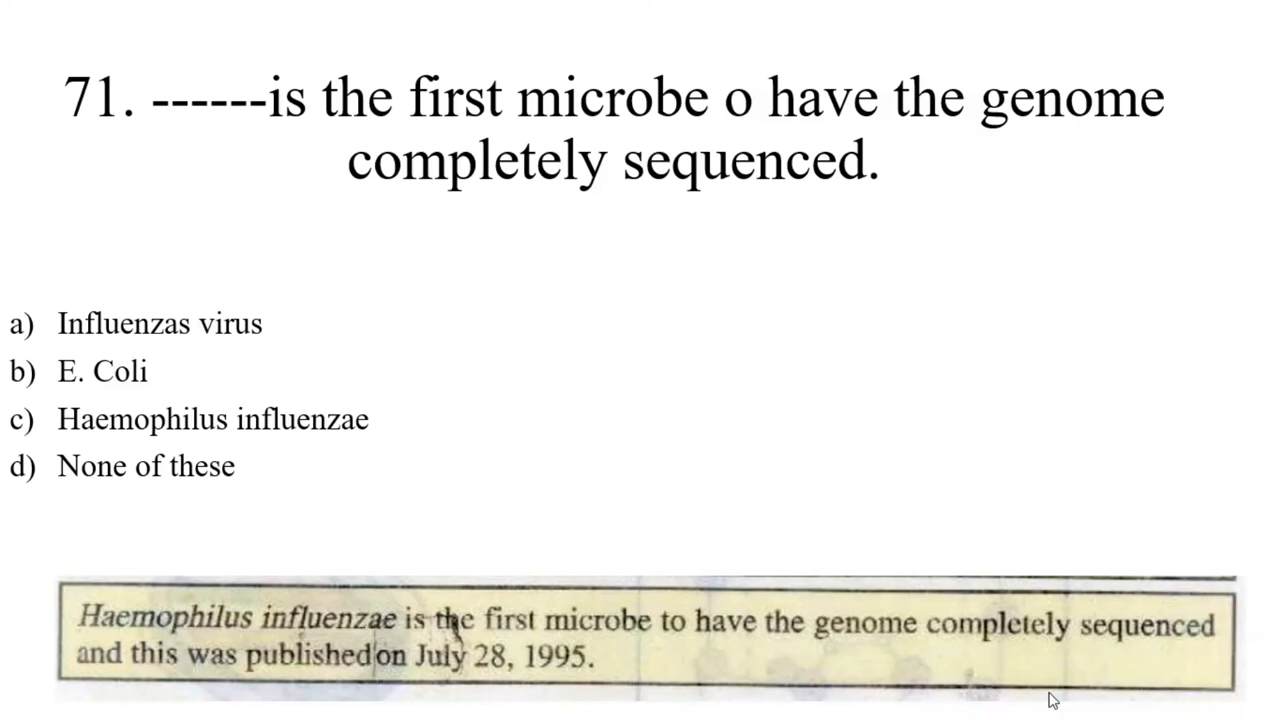 71. ------is the first microbe o have the genome
completely sequenced.
a) Influenzas virus
b) E. Coli
c) Haemophilus influenzae
d) None of these
Haemophilus influenzae is the first microbe to have the genome completely sequenced
and this was published on July 28, 1995.